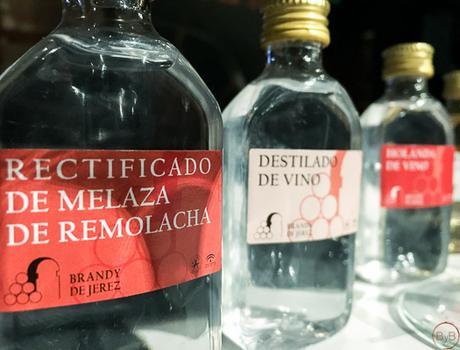 RECTIFICADO
DE MELAZA
DE REMOLACHA
BRANDY
DE JEREZ
DESTILADO
DE VINO
BRANDY
DE JEREZ
HOLANDA
DE VINO
ByB